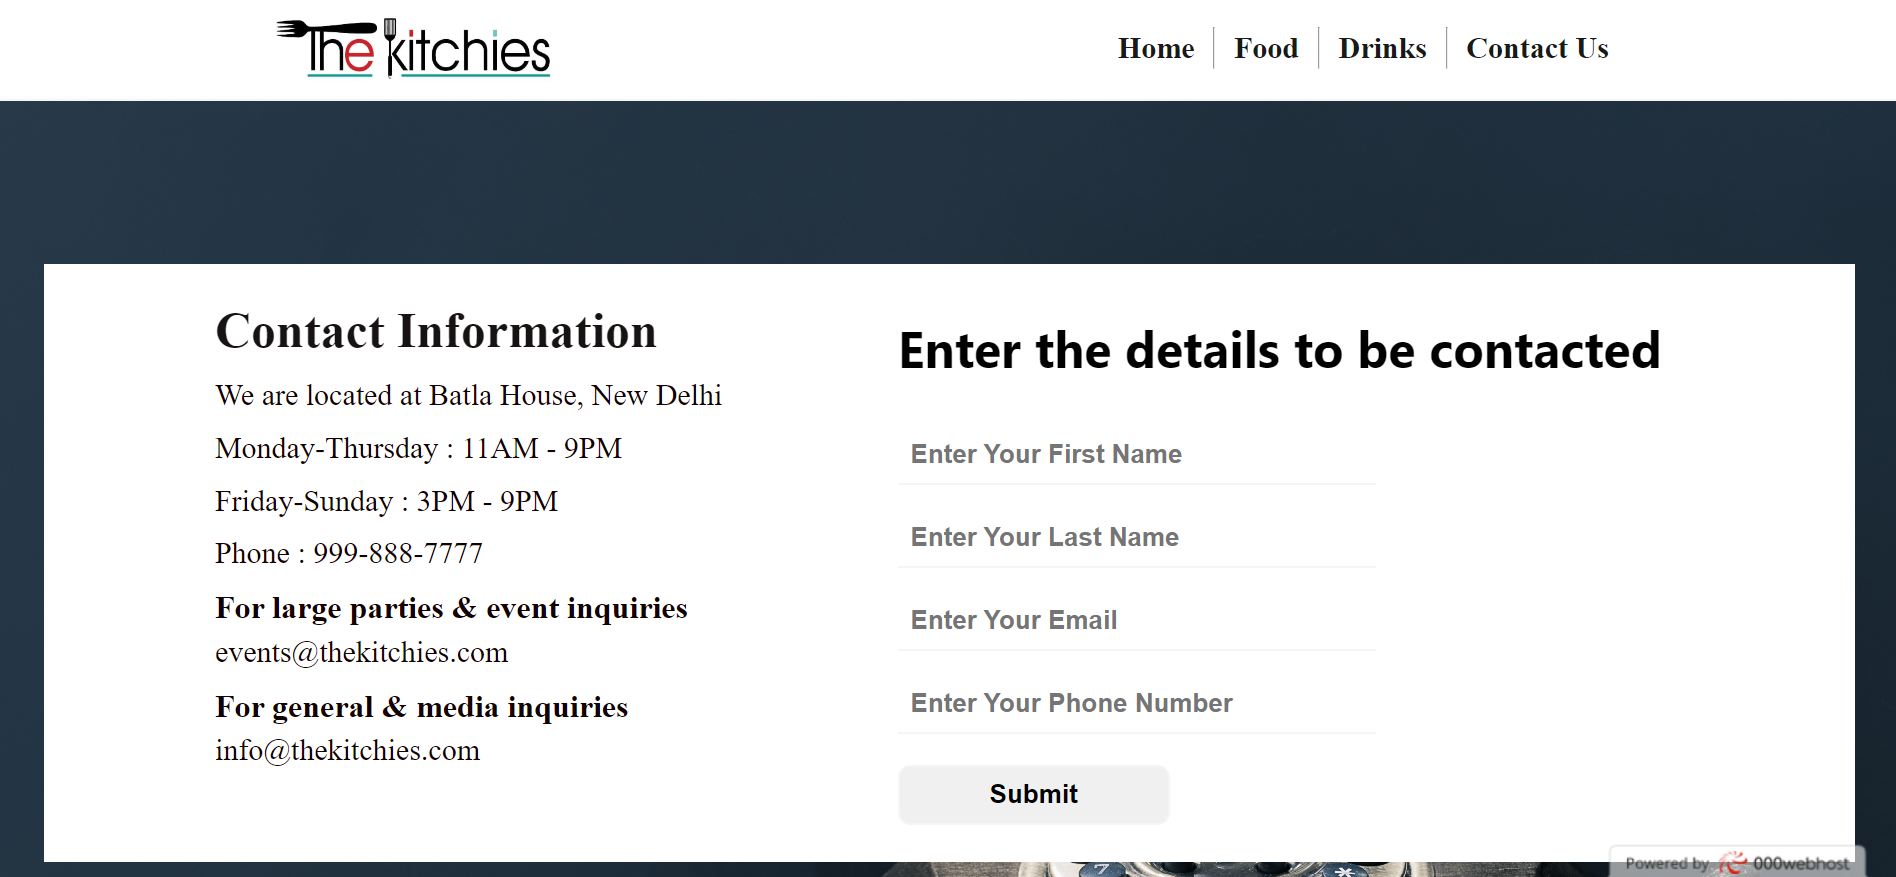 The kitchies
Home
Food
Drinks
Contact Us
Contact Information
We are located at Batla House, New Delhi
Monday-Thursday : 11AM - 9PM
Friday-Sunday : 3PM - 9PM
Phone : 999-888-7777
For large parties & event inquiries
events@thekitchies.com
For general & media inquiries
info@thekitchies.com
Enter the details to be contacted
Enter Your First Name
Enter Your Last Name
Enter Your Email
Enter Your Phone Number
Submit
7
*
Powered by 000webhost